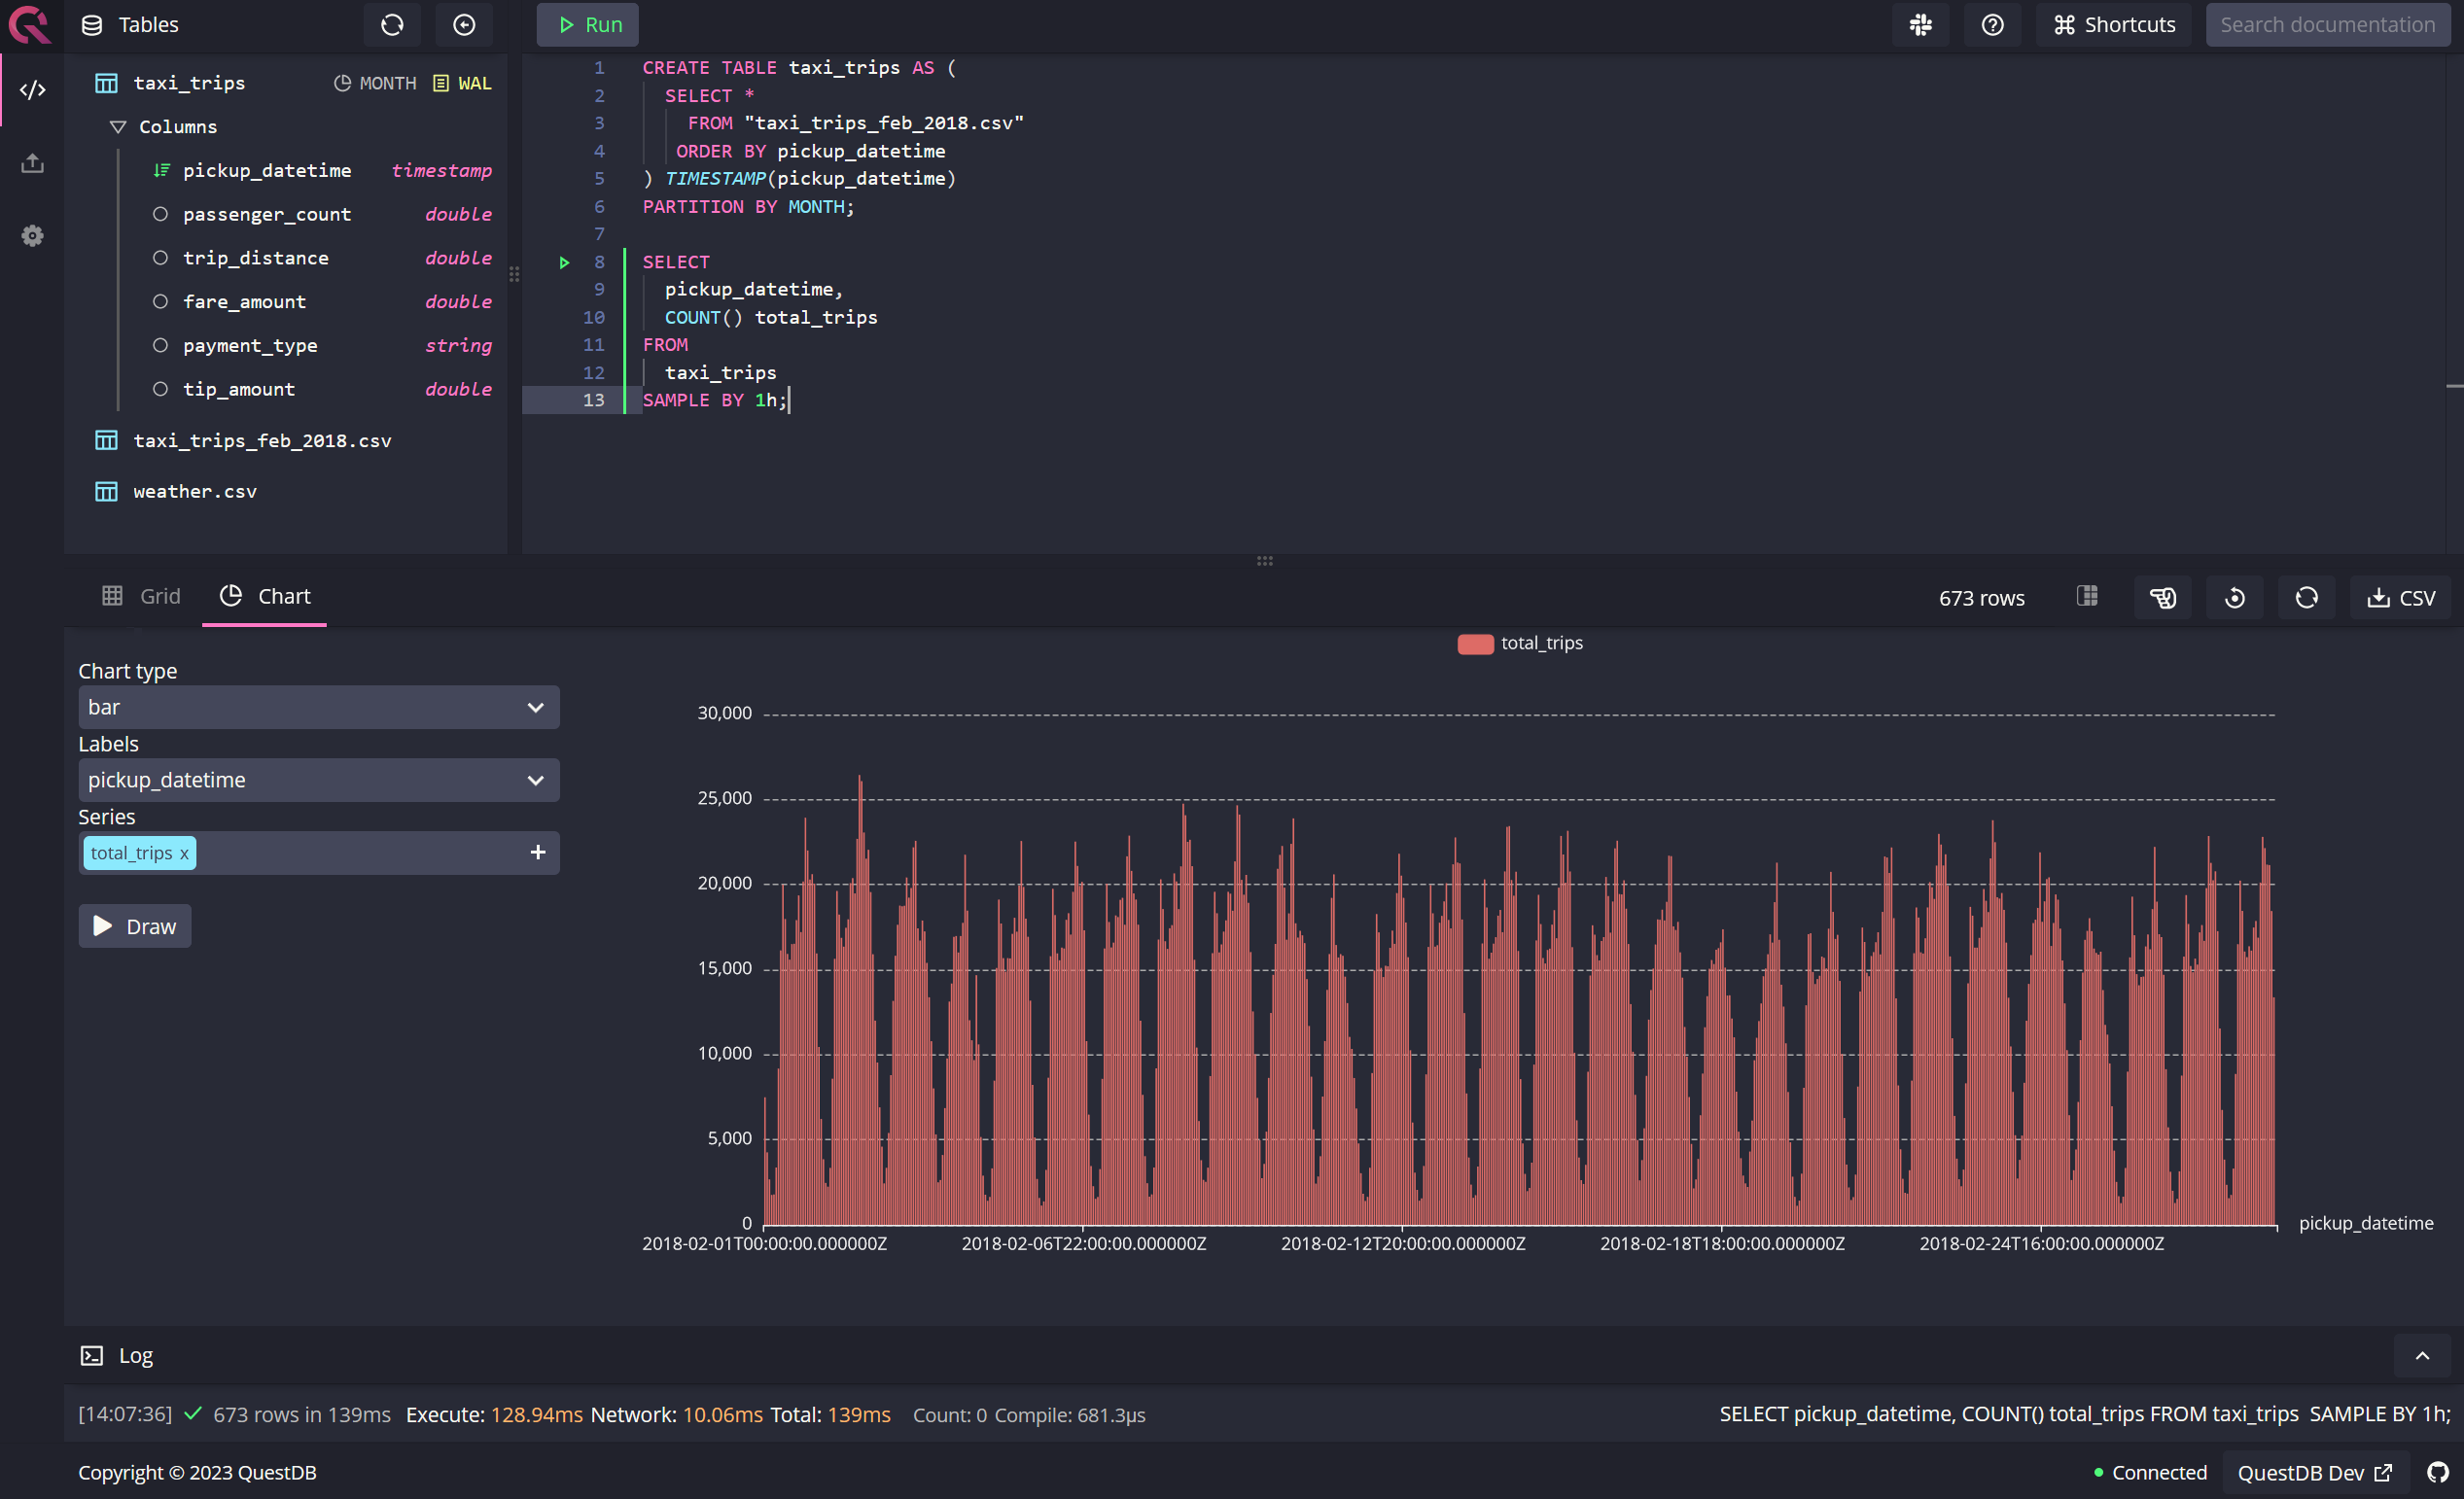 Tables
Run
Shortcuts
Search documentation
taxi_trips MONTH WAL
Columns
pickup_datetime timestamp
passenger_count double
trip_distance double
fare_amount double
payment_type string
tip_amount double
taxi_trips_feb_2018.csv
weather.csv
1 CREATE TABLE taxi_trips AS (
2 SELECT *
3 FROM "taxi_trips_feb_2018.csv"
4 ORDER BY pickup_datetime
5 ) TIMESTAMP(pickup_datetime)
6 PARTITION BY MONTH;
7
8 SELECT
9 pickup_datetime,
10 COUNT() total_trips
11 FROM
12 taxi_trips
13 SAMPLE BY 1h;
Grid
Chart
673 rows
CSV
Chart type
bar
Labels
pickup_datetime
Series
total_trips x
+
Draw
total_trips
30,000
25,000
20,000
15,000
10,000
5,000
0
2018-02-01T00:00:00.000000Z
2018-02-06T22:00:00.000000Z
2018-02-12T20:00:00.000000Z
2018-02-18T18:00:00.000000Z
2018-02-24T16:00:00.000000Z
pickup_datetime
Log
[14:07:36] 673 rows in 139ms Execute: 128.94ms Network: 10.06ms Total: 139ms Count: 0 Compile: 681.3µs
SELECT pickup_datetime, COUNT() total_trips FROM taxi_trips SAMPLE BY 1h;
Copyright © 2023 QuestDB
Connected
QuestDB Dev